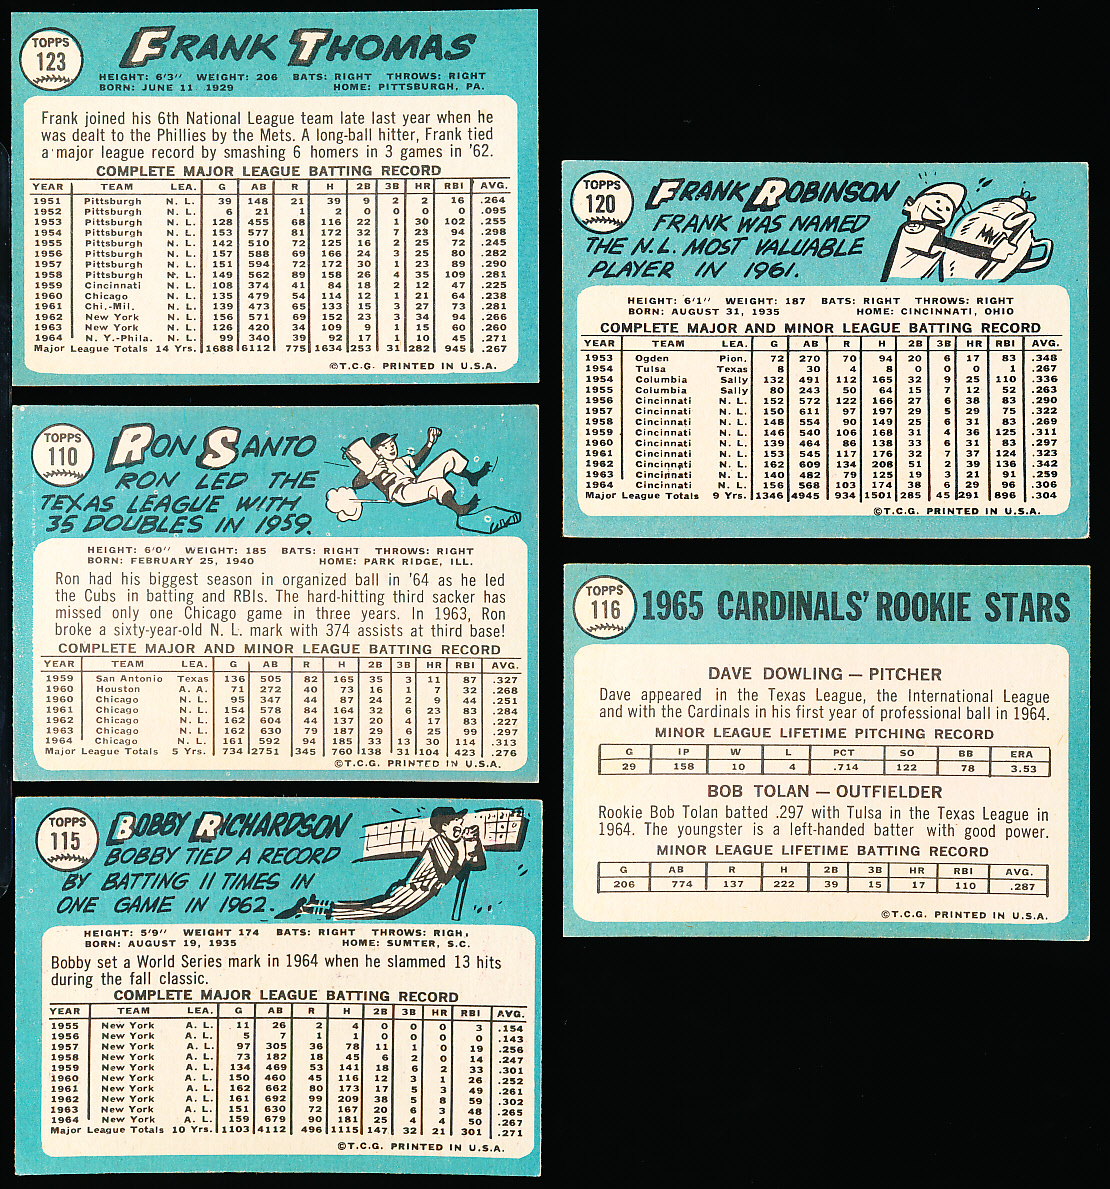 TOPPS
123
FRANK THOMAS
HEIGHT: 6'3" WEIGHT: 206 BATS: RIGHT THROWS: RIGHT
BORN: JUNE 11 1929 HOME: PITTSBURGH, PA.
Frank joined his 6th National League team late last year when he
was dealt to the Phillies by the Mets. A long-ball hitter, Frank tied
a major league record by smashing 6 homers in 3 games in '62.
COMPLETE MAJOR LEAGUE BATTING RECORD
YEAR TEAM LEA. G AB R H 2B 3B HR RBI AVG.
1951 Pittsburgh N. L. 39 148 21 39 9 2 2 16 .264
1952 Pittsburgh N. L. 6 21 1 2 0 0 0 0 .095
1953 Pittsburgh N. L. 128 455 68 116 22 1 30 102 .255
1954 Pittsburgh N. L. 153 577 81 172 32 7 23 94 .298
1955 Pittsburgh N. L. 142 510 72 125 16 2 25 72 .245
1956 Pittsburgh N. L. 157 588 69 166 24 3 25 80 .282
1957 Pittsburgh N. L. 151 594 72 172 30 1 23 89 .290
1958 Pittsburgh N. L. 149 562 89 158 26 4 35 109 .281
1959 Cincinnati N. L. 108 374 41 84 18 2 12 47 .225
1960 Chicago N. L. 135 479 54 114 12 1 21 64 .238
1961 Chi.-Mil. N. L. 139 473 65 133 15 3 27 73 .281
1962 New York N. L. 156 571 69 152 23 3 34 94 .266
1963 New York N. L. 126 420 34 109 9 1 15 60 .260
1964 N. Y.-Phila. N. L. 99 340 39 92 17 1 10 45 .271
Major League Totals 14 Yrs. 1688 6112 775 1634 253 31 282 945 .267
©T.C.G. PRINTED IN U.S.A.
TOPPS
110
RON SANTO
RON LED THE
TEXAS LEAGUE WITH
35 DOUBLES IN 1959.
HEIGHT: 6'0" WEIGHT: 185 BATS: RIGHT THROWS: RIGHT
BORN: FEBRUARY 25, 1940 HOME: PARK RIDGE, ILL.
Ron had his biggest season in organized ball in '64 as he led
the Cubs in batting and RBIs. The hard-hitting third sacker has
missed only one Chicago game in three years. In 1963, Ron
broke a sixty-year-old N. L. mark with 374 assists at third base!
COMPLETE MAJOR AND MINOR LEAGUE BATTING RECORD
YEAR TEAM LEA. G AB R H 2B 3B HR RBI AVG.
1959 San Antonio Texas 136 505 82 165 35 3 11 87 .327
1960 Houston A. A. 71 272 40 73 16 1 7 32 .268
1960 Chicago N. L. 95 347 44 87 24 2 9 44 .251
1961 Chicago N. L. 154 578 84 164 32 6 23 83 .284
1962 Chicago N. L. 162 604 44 137 20 4 17 83 .227
1963 Chicago N. L. 162 630 79 187 29 6 25 99 .297
1964 Chicago N. L. 161 592 94 185 33 13 30 114 .313
Major League Totals 5 Yrs. 734 2751 345 760 138 31 104 423 .276
©T.C.G. PRINTED IN U.S.A.
TOPPS
115
BOBBY RICHARDSON
BOBBY TIED A RECORD
BY BATTING 11 TIMES IN
ONE GAME IN 1962.
HEIGHT: 5'9" WEIGHT 174 BATS: RIGHT THROWS: RIGH,
BORN: AUGUST 19, 1935 HOME: SUMTER, S.C.
Bobby set a World Series mark in 1964 when he slammed 13 hits
during the fall classic.
COMPLETE MAJOR LEAGUE BATTING RECORD
YEAR TEAM LEA. G AB R H 2B 3B HR RBI AVG.
1955 New York A. L. 11 26 2 4 0 0 0 3 .154
1956 New York A. L. 5 7 1 1 0 0 0 0 .143
1957 New York A. L. 97 305 36 78 11 1 0 19 .256
1958 New York A. L. 73 182 18 45 6 2 0 14 .247
1959 New York A. L. 134 469 53 141 18 6 2 33 .301
1960 New York A. L. 150 460 45 116 12 3 1 26 .252
1961 New York A. L. 162 662 80 173 17 5 3 49 .261
1962 New York A. L. 161 692 99 209 38 5 8 59 .302
1963 New York A. L. 151 630 72 167 20 6 3 48 .265
1964 New York A. L. 159 679 90 181 25 4 4 50 .267
Major League Totals 10 Yrs. 1103 4112 496 1115 147 32 21 301 .271
©T.C.G. PRINTED IN U.S.A.
TOPPS
120
FRANK ROBINSON
FRANK WAS NAMED
THE N.L. MOST VALUABLE
PLAYER IN 1961.
MVP
HEIGHT: 6'1" WEIGHT: 187 BATS: RIGHT THROWS: RIGHT
BORN: AUGUST 31, 1935 HOME: CINCINNATI, OHIO
COMPLETE MAJOR AND MINOR LEAGUE BATTING RECORD
YEAR TEAM LEA. G AB R H 2B 3B HR RBI AVG.
1953 Ogden Pion. 72 270 70 94 20 6 17 83 .348
1954 Tulsa Texas 8 30 4 8 0 0 0 1 .267
1954 Columbia Sally 132 491 112 165 32 9 25 110 .336
1955 Columbia Sally 80 243 50 64 15 7 12 52 .263
1956 Cincinnati N. L. 152 572 122 166 27 6 38 83 .290
1957 Cincinnati N. L. 150 611 97 197 29 5 29 75 .322
1958 Cincinnati N. L. 148 554 90 149 25 6 31 83 .269
1959 Cincinnati N. L. 146 540 106 168 31 4 36 125 .311
1960 Cincinnati N. L. 139 464 86 138 33 6 31 83 .297
1961 Cincinnati N. L. 153 545 117 176 32 7 37 124 .323
1962 Cincinnati N. L. 162 609 134 208 51 2 39 136 .342
1963 Cincinnati N. L. 140 482 79 125 19 3 21 91 .259
1964 Cincinnati N. L. 156 568 103 174 38 6 29 96 .306
Major League Totals 9 Yrs. 1346 4945 934 1501 285 45 291 896 .304
©T.C.G. PRINTED IN U.S.A.
TOPPS
116
1965 CARDINALS' ROOKIE STARS
DAVE DOWLING — PITCHER
Dave appeared in the Texas League, the International League
and with the Cardinals in his first year of professional ball in 1964.
MINOR LEAGUE LIFETIME PITCHING RECORD
G IP W L PCT SO BB ERA
29 158 10 4 .714 122 78 3.53
BOB TOLAN — OUTFIELDER
Rookie Bob Tolan batted .297 with Tulsa in the Texas League in
1964. The youngster is a left-handed batter with good power.
MINOR LEAGUE LIFETIME BATTING RECORD
G AB R H 2B 3B HR RBI AVG.
206 774 137 222 39 15 17 110 .287
©T.C.G. PRINTED IN U.S.A.